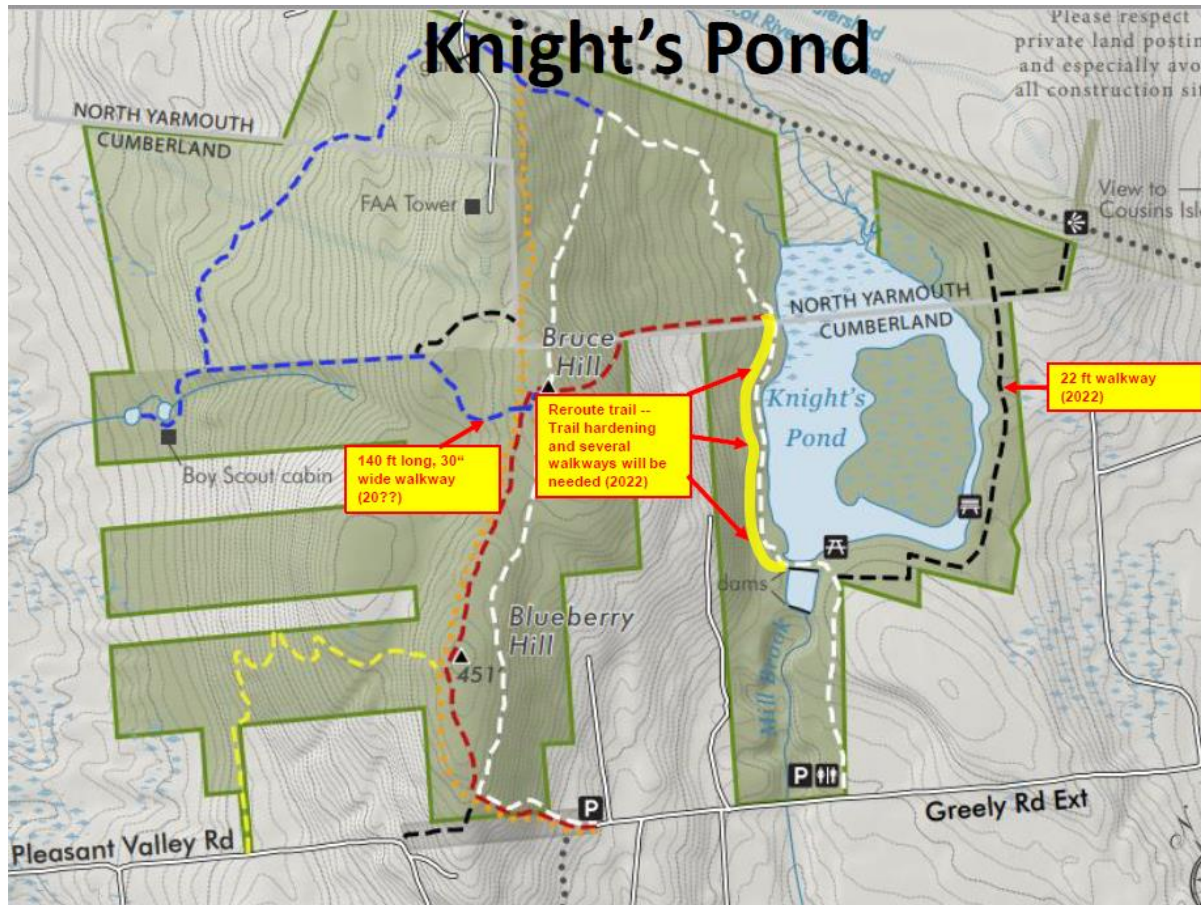 Knight's Pond
Please respect
private land postin
and especially avo
all construction sit
NORTH YARMOUTH
CUMBERLAND
FAA Tower
View to
Cousins Isl
NORTH YARMOUTH
CUMBERLAND
Bruce
Hill
Knight's
Pond
22 ft walkway
(2022)
Reroute trail --
Trail hardening
and several
walkways will be
needed (2022)
140 ft long, 30“
wide walkway
(20??)
Boy Scout cabin
dams
Blueberry
Hill
451'
Mill Brook
P
P
Greely Rd Ext
Pleasant Valley Rd
N